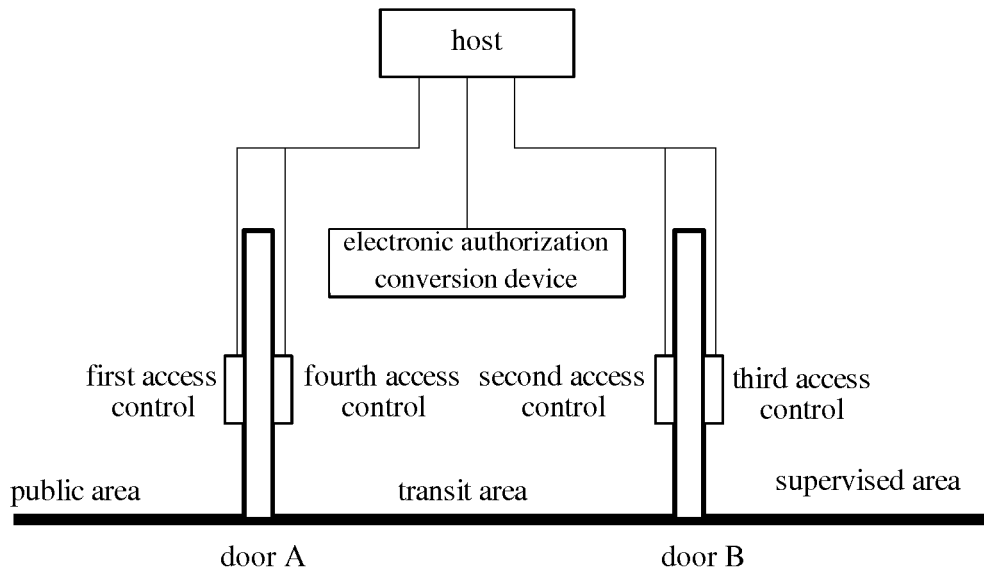 host
electronic authorization
conversion device
first access
control
fourth access
control
second access
control
third access
control
public area
transit area
supervised area
door A
door B